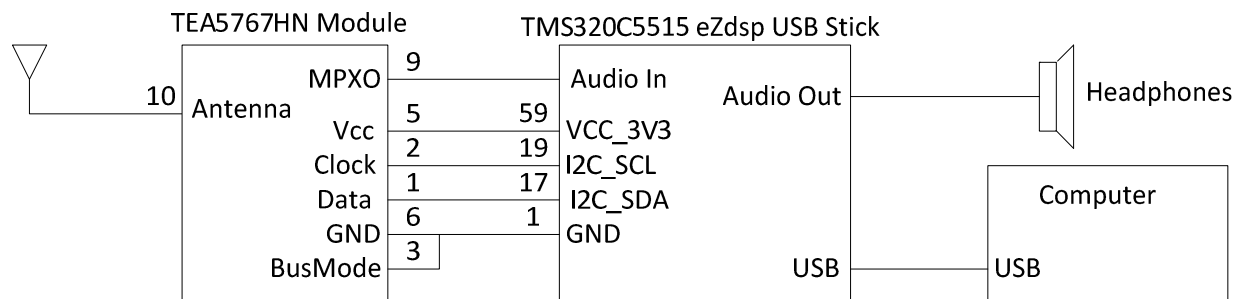 TEA5767HN Module
TMS320C5515 eZdsp USB Stick
10
Antenna
MPXO
9
Audio In
Audio Out
Headphones
Vcc
5
59
VCC_3V3
Clock
2
19
I2C_SCL
Data
1
17
I2C_SDA
GND
6
1
GND
BusMode
3
USB
Computer
USB